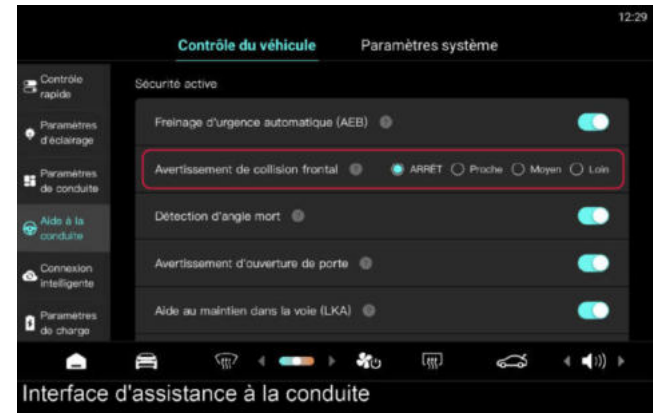 12:29
Contrôle du véhicule Paramètres système
Contrôle
rapide
Sécurité active
Freinage d'urgence automatique (AEB)
Paramètres
d'éclairage
Avertissement de collision frontal ARRÊT Proche Moyen Loin
Paramètres
de conduite
Détection d'angle mort
Aide à la
conduite
Avertissement d'ouverture de porte
Connexion
intelligente
Aide au maintien dans la voie (LKA)
Paramètres
de charge
Interface d'assistance à la conduite